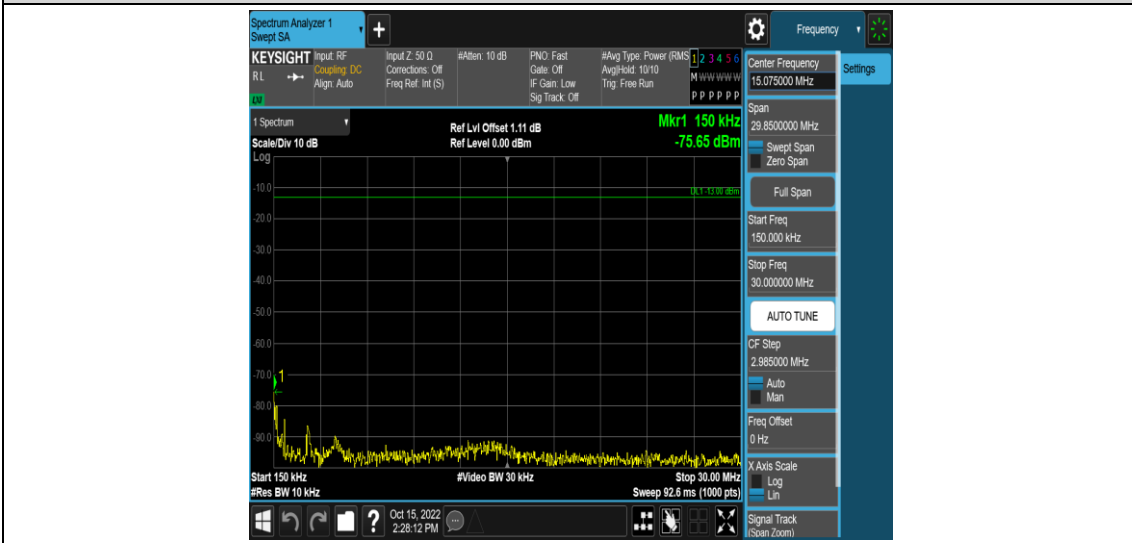 Spectrum Analyzer 1
Swept SA
+
Frequency
KEYSIGHT
Input: RF
Input Z: 50 Ω
#Atten: 10 dB
PNO: Fast
#Avg Type: Power (RMS
1 2 3 4 5 6
RL
Coupling: DC
Corrections: Off
Gate: Off
Avg|Hold: 10/10
M W W W W W
Align: Auto
Freq Ref: Int (S)
IF Gain: Low
Trig: Free Run
Sig Track: Off
P P P P P P
LXI
1 Spectrum
Ref Lvl Offset 1.11 dB
Mkr1 150 kHz
Scale/Div 10 dB
Ref Level 0.00 dBm
-75.65 dBm
Log
-10.0
DL1 -13.00 dBm
-20.0
-30.0
-40.0
-50.0
-60.0
-70.0
1
-80.0
-90.0
Start 150 kHz
#Video BW 30 kHz
Stop 30.00 MHz
#Res BW 10 kHz
Sweep 92.6 ms (1000 pts)
Oct 15, 2022
2:28:12 PM
?
Center Frequency
15.075000 MHz
Settings
Span
29.8500000 MHz
Swept Span
Zero Span
Full Span
Start Freq
150.000 kHz
Stop Freq
30.000000 MHz
AUTO TUNE
CF Step
2.985000 MHz
Auto
Man
Freq Offset
0 Hz
X Axis Scale
Log
Lin
Signal Track
(Span Zoom)